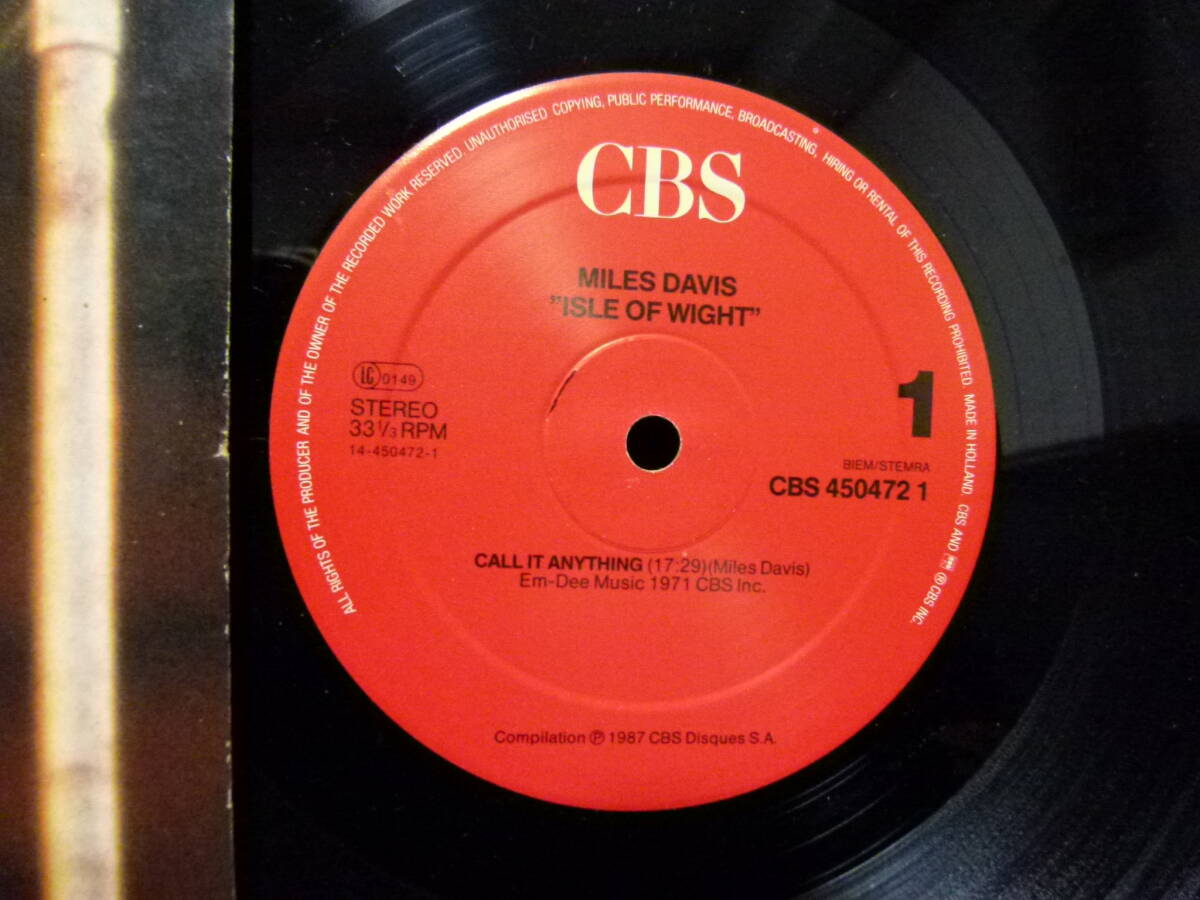 ALL RIGHTS OF THE PRODUCER AND OF THE OWNER OF THE RECORDED WORK RESERVED. UNAUTHORISED COPYING, PUBLIC PERFORMANCE, BROADCASTING, HIRING OR RENTAL OF THIS RECORDING PROHIBITED. MADE IN HOLLAND. CBS AND ® CBS INC.
CBS
MILES DAVIS
"ISLE OF WIGHT"
LC 0149
STEREO
33 1/3 RPM
14-450472-1
1
BIEM/STEMRA
CBS 450472 1
CALL IT ANYTHING (17:29)(Miles Davis)
Em-Dee Music 1971 CBS Inc.
Compilation ℗ 1987 CBS Disques S.A.